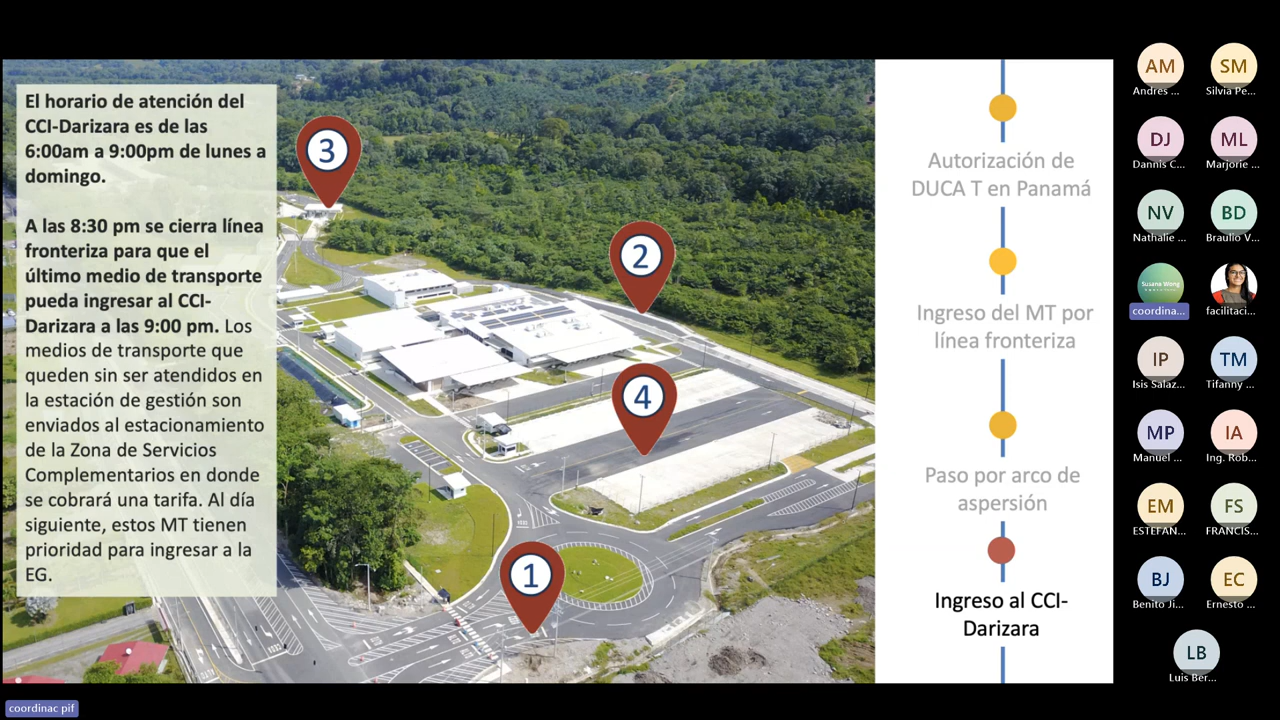 El horario de atención del
CCI-Darizara es de las
6:00am a 9:00pm de lunes a
domingo.
A las 8:30 pm se cierra línea
fronteriza para que el
último medio de transporte
pueda ingresar al CCI-
Darizara a las 9:00 pm. Los
medios de transporte que
queden sin ser atendidos en
la estación de gestión son
enviados al estacionamiento
de la Zona de Servicios
Complementarios en donde
se cobrará una tarifa. Al día
siguiente, estos MT tienen
prioridad para ingresar a la
EG.
3
2
4
1
Autorización de
DUCA T en Panamá
Ingreso del MT por
línea fronteriza
Paso por arco de
aspersión
Ingreso al CCI-
Darizara
AM
Andres ...
SM
Silvia Pe...
DJ
Dannis C...
ML
Marjorie ...
NV
Nathalie ...
BD
Braulio V...
Susana Wong
coordina...
facilitaci...
IP
Isis Salaz...
TM
Tifanny ...
MP
Manuel ...
IA
Ing. Rob...
EM
ESTEFAN...
FS
FRANCIS...
BJ
Benito Ji...
EC
Ernesto ...
LB
Luis Ber...
coordinac pif